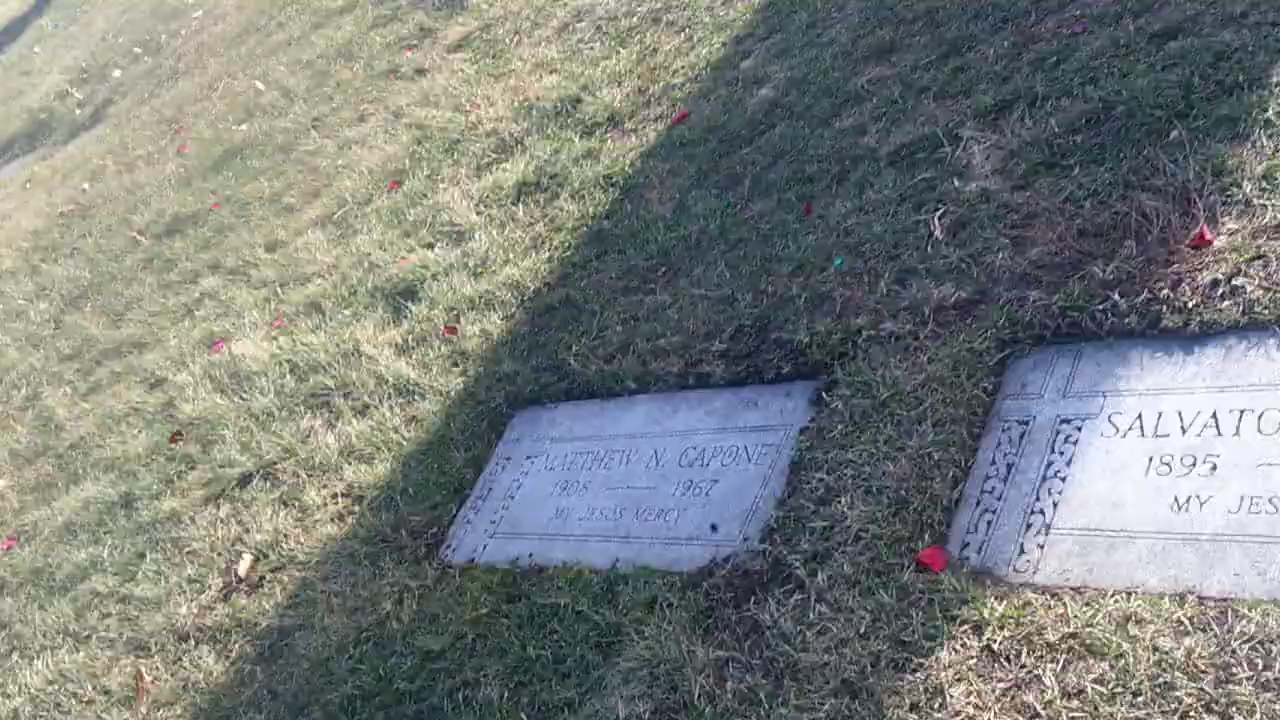 MATTHEW N. CAPONE
1908 — 1967
MY JESUS MERCY
SALVATO
1895 —
MY JES